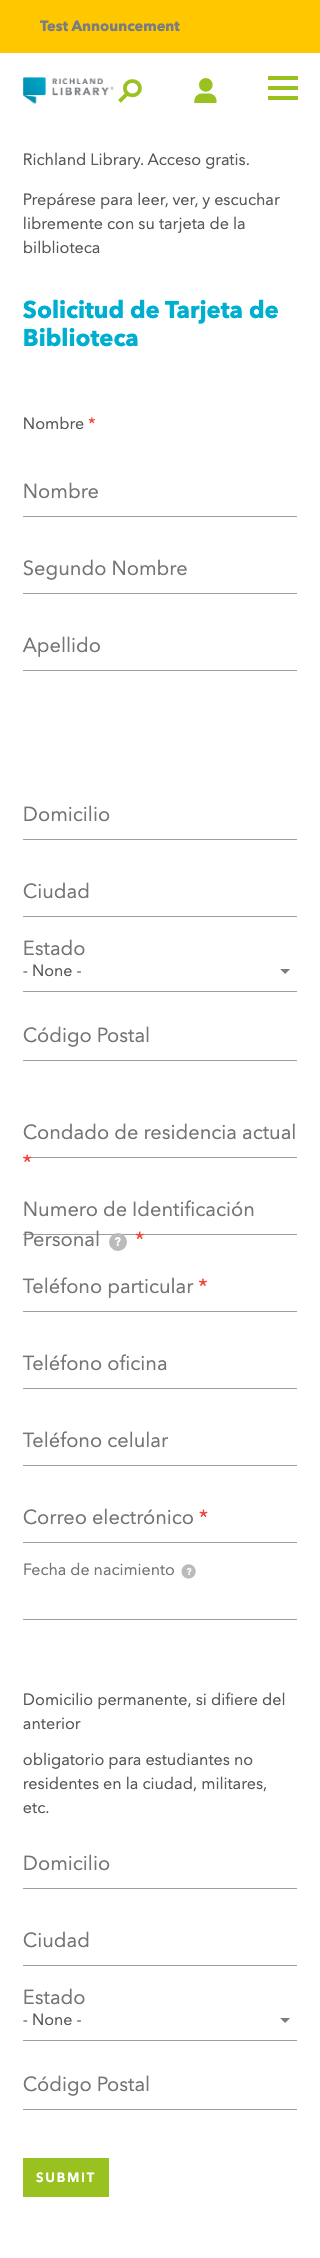 Test Announcement
RICHLAND
LIBRARY®
Richland Library. Acceso gratis.
Prepárese para leer, ver, y escuchar
libremente con su tarjeta de la
bilblioteca
Solicitud de Tarjeta de
Biblioteca
Nombre *
Nombre
Segundo Nombre
Apellido
Domicilio
Ciudad
Estado
- None -
Código Postal
Condado de residencia actual
*
Numero de Identificación
Personal ? *
Teléfono particular *
Teléfono oficina
Teléfono celular
Correo electrónico *
Fecha de nacimiento ?
Domicilio permanente, si difiere del
anterior
obligatorio para estudiantes no
residentes en la ciudad, militares,
etc.
Domicilio
Ciudad
Estado
- None -
Código Postal
SUBMIT